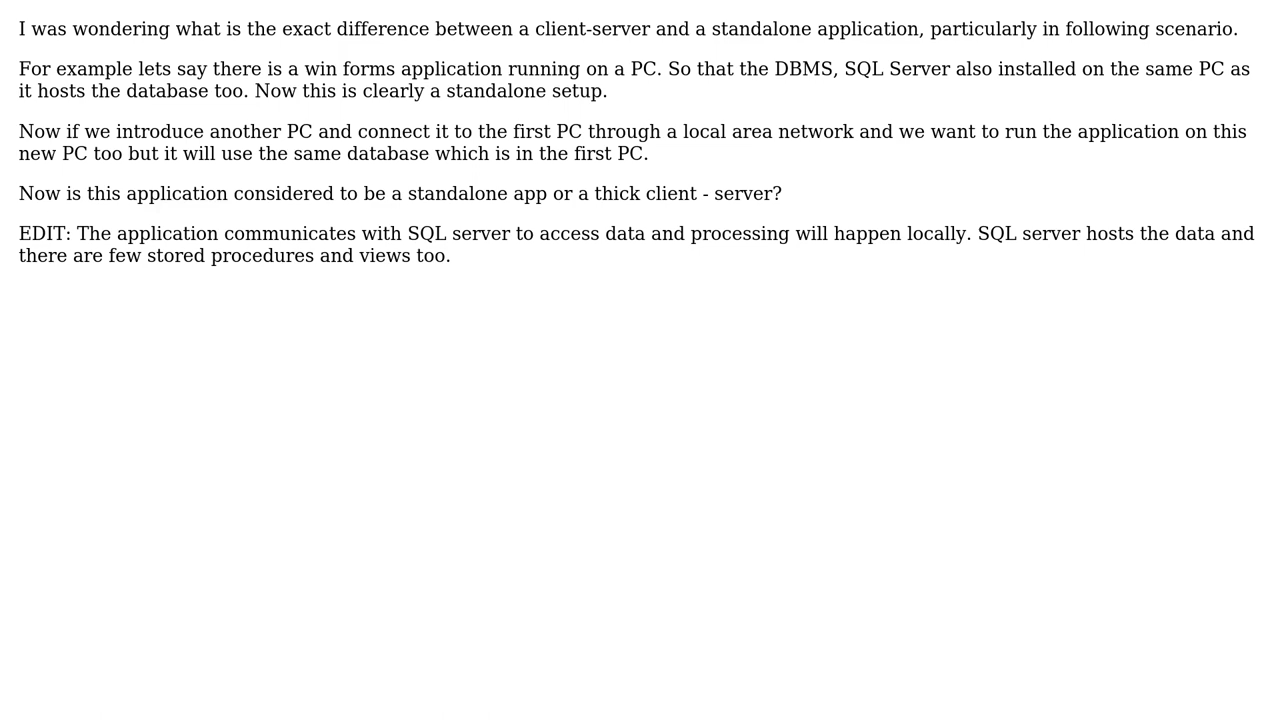 I was wondering what is the exact difference between a client-server and a standalone application, particularly in following scenario.
For example lets say there is a win forms application running on a PC. So that the DBMS, SQL Server also installed on the same PC as
it hosts the database too. Now this is clearly a standalone setup.
Now if we introduce another PC and connect it to the first PC through a local area network and we want to run the application on this
new PC too but it will use the same database which is in the first PC.
Now is this application considered to be a standalone app or a thick client - server?
EDIT: The application communicates with SQL server to access data and processing will happen locally. SQL server hosts the data and
there are few stored procedures and views too.